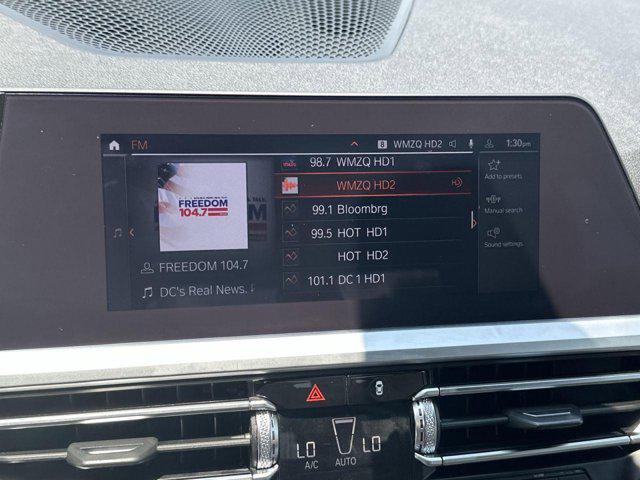 FM
8 WMZQ HD2
1:30pm
98.7 WMZQ HD1
WMZQ HD2
99.1 Bloombrg
99.5 HOT HD1
HOT HD2
101.1 DC 1 HD1
FREEDOM
104.7
FREEDOM 104.7
DC's Real News.
Add to presets
Manual search
Sound settings
LO LO
A/C AUTO